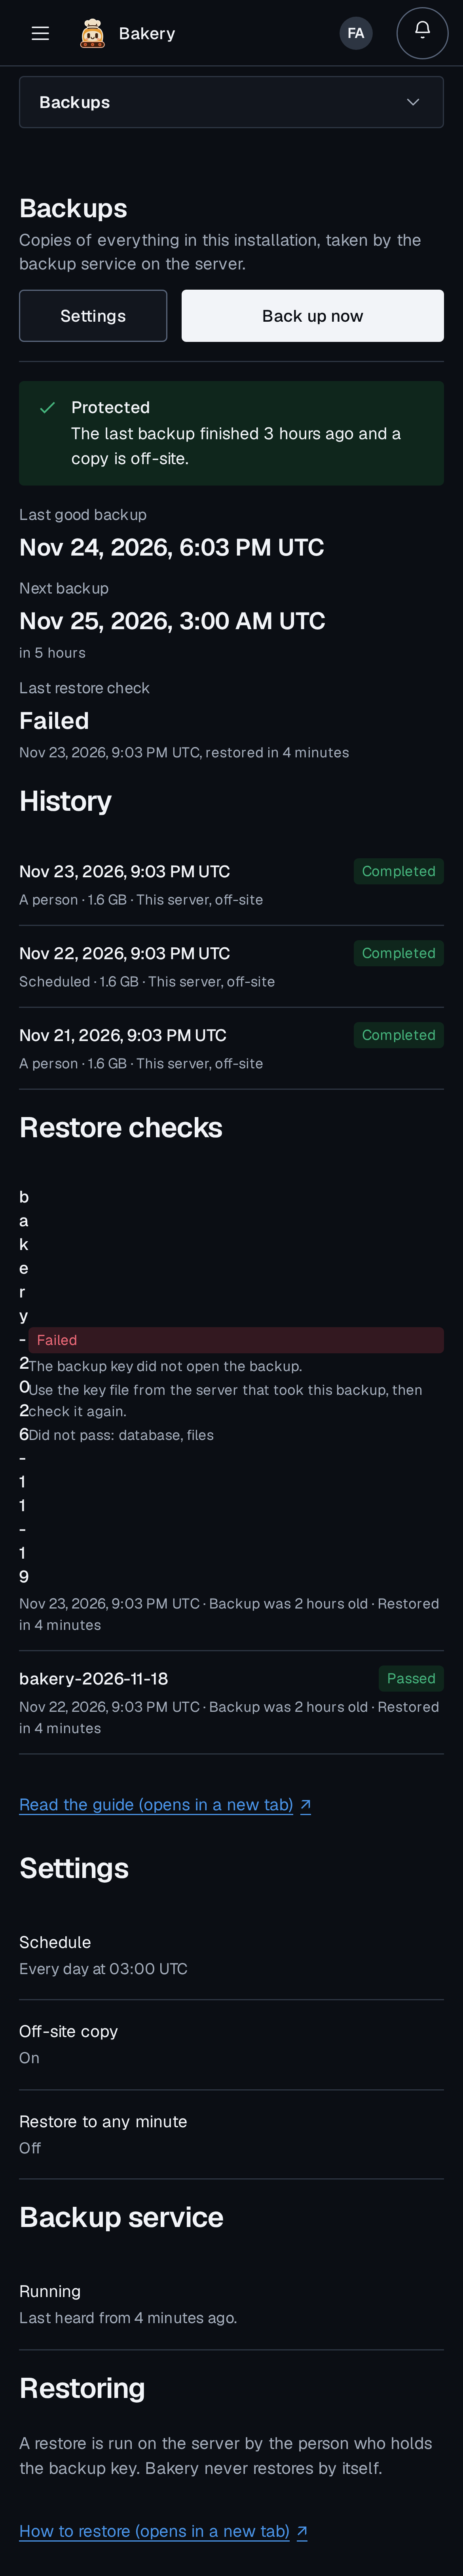 Bakery
FA
Backups
Backups
Copies of everything in this installation, taken by the
backup service on the server.
Settings
Back up now
Protected
The last backup finished 3 hours ago and a
copy is off-site.
Last good backup
Nov 24, 2026, 6:03 PM UTC
Next backup
Nov 25, 2026, 3:00 AM UTC
in 5 hours
Last restore check
Failed
Nov 23, 2026, 9:03 PM UTC, restored in 4 minutes
History
Nov 23, 2026, 9:03 PM UTC
Completed
A person · 1.6 GB · This server, off-site
Nov 22, 2026, 9:03 PM UTC
Completed
Scheduled · 1.6 GB · This server, off-site
Nov 21, 2026, 9:03 PM UTC
Completed
A person · 1.6 GB · This server, off-site
Restore checks
bakery-2026-11-19
Failed
The backup key did not open the backup.
Use the key file from the server that took this backup, then
check it again.
Did not pass: database, files
Nov 23, 2026, 9:03 PM UTC · Backup was 2 hours old · Restored
in 4 minutes
bakery-2026-11-18
Passed
Nov 22, 2026, 9:03 PM UTC · Backup was 2 hours old · Restored
in 4 minutes
Read the guide (opens in a new tab)
Settings
Schedule
Every day at 03:00 UTC
Off-site copy
On
Restore to any minute
Off
Backup service
Running
Last heard from 4 minutes ago.
Restoring
A restore is run on the server by the person who holds
the backup key. Bakery never restores by itself.
How to restore (opens in a new tab)